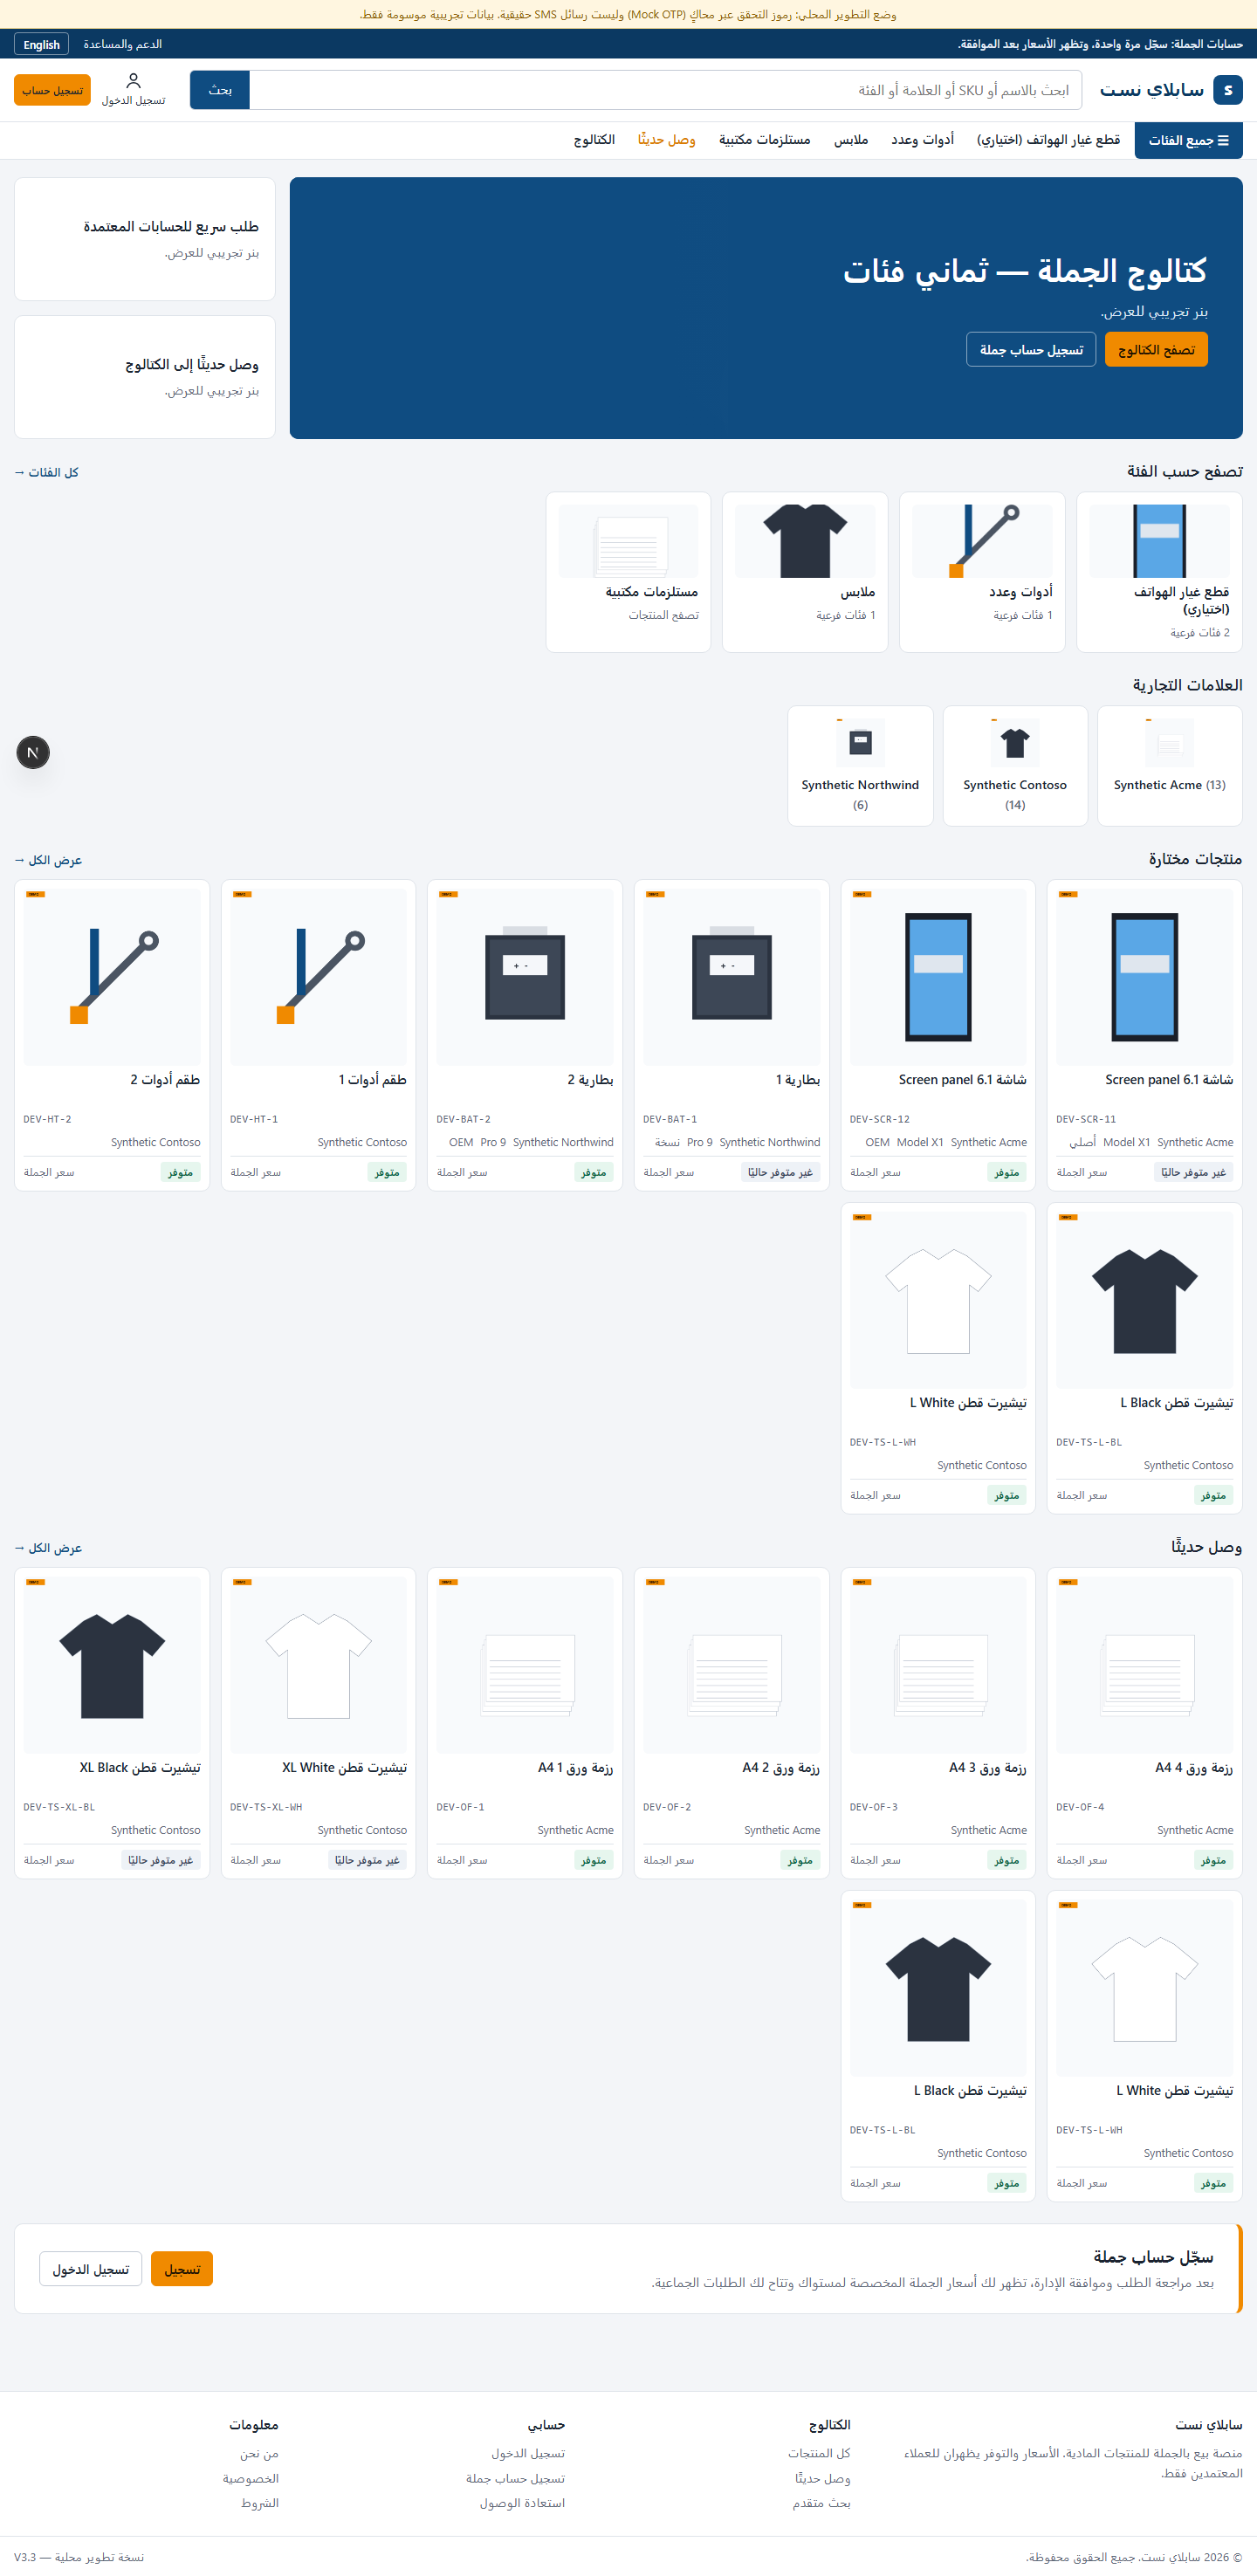 وضع التطوير المحلي: رموز التحقق عبر محاكٍ (Mock OTP) وليست رسائل SMS حقيقية. بيانات تجريبية موسومة فقط.
حسابات الجملة: سجّل مرة واحدة، وتظهر الأسعار بعد الموافقة.
الدعم والمساعدة
English
S
سابلاي نست
ابحث بالاسم أو SKU أو العلامة أو الفئة
بحث
تسجيل الدخول
تسجيل حساب
☰ جميع الفئات
قطع غيار الهواتف (اختياري)
أدوات وعدد
ملابس
مستلزمات مكتبية
وصل حديثًا
الكتالوج
كتالوج الجملة — ثماني فئات
بنر تجريبي للعرض.
تصفح الكتالوج
تسجيل حساب جملة
طلب سريع للحسابات المعتمدة
بنر تجريبي للعرض.
وصل حديثًا إلى الكتالوج
بنر تجريبي للعرض.
تصفح حسب الفئة
كل الفئات →
قطع غيار الهواتف
(اختياري)
2 فئات فرعية
أدوات وعدد
1 فئات فرعية
ملابس
1 فئات فرعية
مستلزمات مكتبية
تصفح المنتجات
العلامات التجارية
Synthetic Acme (13)
Synthetic Contoso
(14)
Synthetic Northwind
(6)
N
منتجات مختارة
عرض الكل →
شاشة Screen panel 6.1
DEV-SCR-11
Synthetic Acme Model X1 أصلي
غير متوفر حاليًا
سعر الجملة
شاشة Screen panel 6.1
DEV-SCR-12
Synthetic Acme Model X1 OEM
متوفر
سعر الجملة
+ -
بطارية 1
DEV-BAT-1
Synthetic Northwind Pro 9 نسخة
غير متوفر حاليًا
سعر الجملة
+ -
بطارية 2
DEV-BAT-2
Synthetic Northwind Pro 9 OEM
متوفر
سعر الجملة
طقم أدوات 1
DEV-HT-1
Synthetic Contoso
متوفر
سعر الجملة
طقم أدوات 2
DEV-HT-2
Synthetic Contoso
متوفر
سعر الجملة
تيشيرت قطن L Black
DEV-TS-L-BL
Synthetic Contoso
متوفر
سعر الجملة
تيشيرت قطن L White
DEV-TS-L-WH
Synthetic Contoso
متوفر
سعر الجملة
وصل حديثًا
عرض الكل →
رزمة ورق A4 4
DEV-OF-4
Synthetic Acme
متوفر
سعر الجملة
رزمة ورق A4 3
DEV-OF-3
Synthetic Acme
متوفر
سعر الجملة
رزمة ورق A4 2
DEV-OF-2
Synthetic Acme
متوفر
سعر الجملة
رزمة ورق A4 1
DEV-OF-1
Synthetic Acme
متوفر
سعر الجملة
تيشيرت قطن XL White
DEV-TS-XL-WH
Synthetic Contoso
غير متوفر حاليًا
سعر الجملة
تيشيرت قطن XL Black
DEV-TS-XL-BL
Synthetic Contoso
غير متوفر حاليًا
سعر الجملة
تيشيرت قطن L White
DEV-TS-L-WH
Synthetic Contoso
متوفر
سعر الجملة
تيشيرت قطن L Black
DEV-TS-L-BL
Synthetic Contoso
متوفر
سعر الجملة
سجّل حساب جملة
بعد مراجعة الطلب وموافقة الإدارة، تظهر لك أسعار الجملة المخصصة لمستواك وتتاح لك الطلبات الجماعية.
تسجيل
تسجيل الدخول
سابلاي نست
منصة بيع بالجملة للمنتجات المادية. الأسعار والتوفر يظهران للعملاء
المعتمدين فقط.
الكتالوج
كل المنتجات
وصل حديثًا
بحث متقدم
حسابي
تسجيل الدخول
تسجيل حساب جملة
استعادة الوصول
معلومات
من نحن
الخصوصية
الشروط
© 2026 سابلاي نست. جميع الحقوق محفوظة.
نسخة تطوير محلية — V3.3